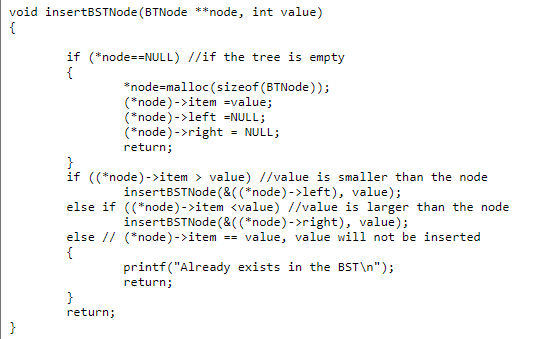 void insertBSTNode(BTNode **node, int value)
{
if (*node==NULL) //if the tree is empty
{
*node=malloc(sizeof(BTNode));
(*node)->item =value;
(*node)->left =NULL;
(*node)->right = NULL;
return;
}
if ((*node)->item > value) //value is smaller than the node
insertBSTNode(&((*node)->left), value);
else if ((*node)->item <value) //value is larger than the node
insertBSTNode(&((*node)->right), value);
else // (*node)->item == value, value will not be inserted
{
printf("Already exists in the BST\n");
return;
}
return;
}